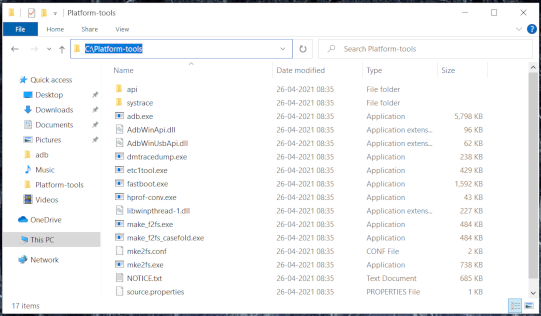 Platform-tools
File Home Share View
C:\Platform-tools Search Platform-tools
Name Date modified Type Size
Quick access
Desktop
Downloads
Documents
Pictures
adb
Music
Platform-tools
Videos
OneDrive
This PC
Network
api 26-04-2021 08:35 File folder
systrace 26-04-2021 08:35 File folder
adb.exe 26-04-2021 08:35 Application 5,798 KB
AdbWinApi.dll 26-04-2021 08:35 Application extens... 96 KB
AdbWinUsbApi.dll 26-04-2021 08:35 Application extens... 62 KB
dmtracedump.exe 26-04-2021 08:35 Application 238 KB
etc1tool.exe 26-04-2021 08:35 Application 429 KB
fastboot.exe 26-04-2021 08:35 Application 1,592 KB
hprof-conv.exe 26-04-2021 08:35 Application 43 KB
libwinpthread-1.dll 26-04-2021 08:35 Application extens... 227 KB
make_f2fs.exe 26-04-2021 08:35 Application 484 KB
make_f2fs_casefold.exe 26-04-2021 08:35 Application 484 KB
mke2fs.conf 26-04-2021 08:35 CONF File 2 KB
mke2fs.exe 26-04-2021 08:35 Application 738 KB
NOTICE.txt 26-04-2021 08:35 Text Document 685 KB
source.properties 26-04-2021 08:35 PROPERTIES File 1 KB
17 items